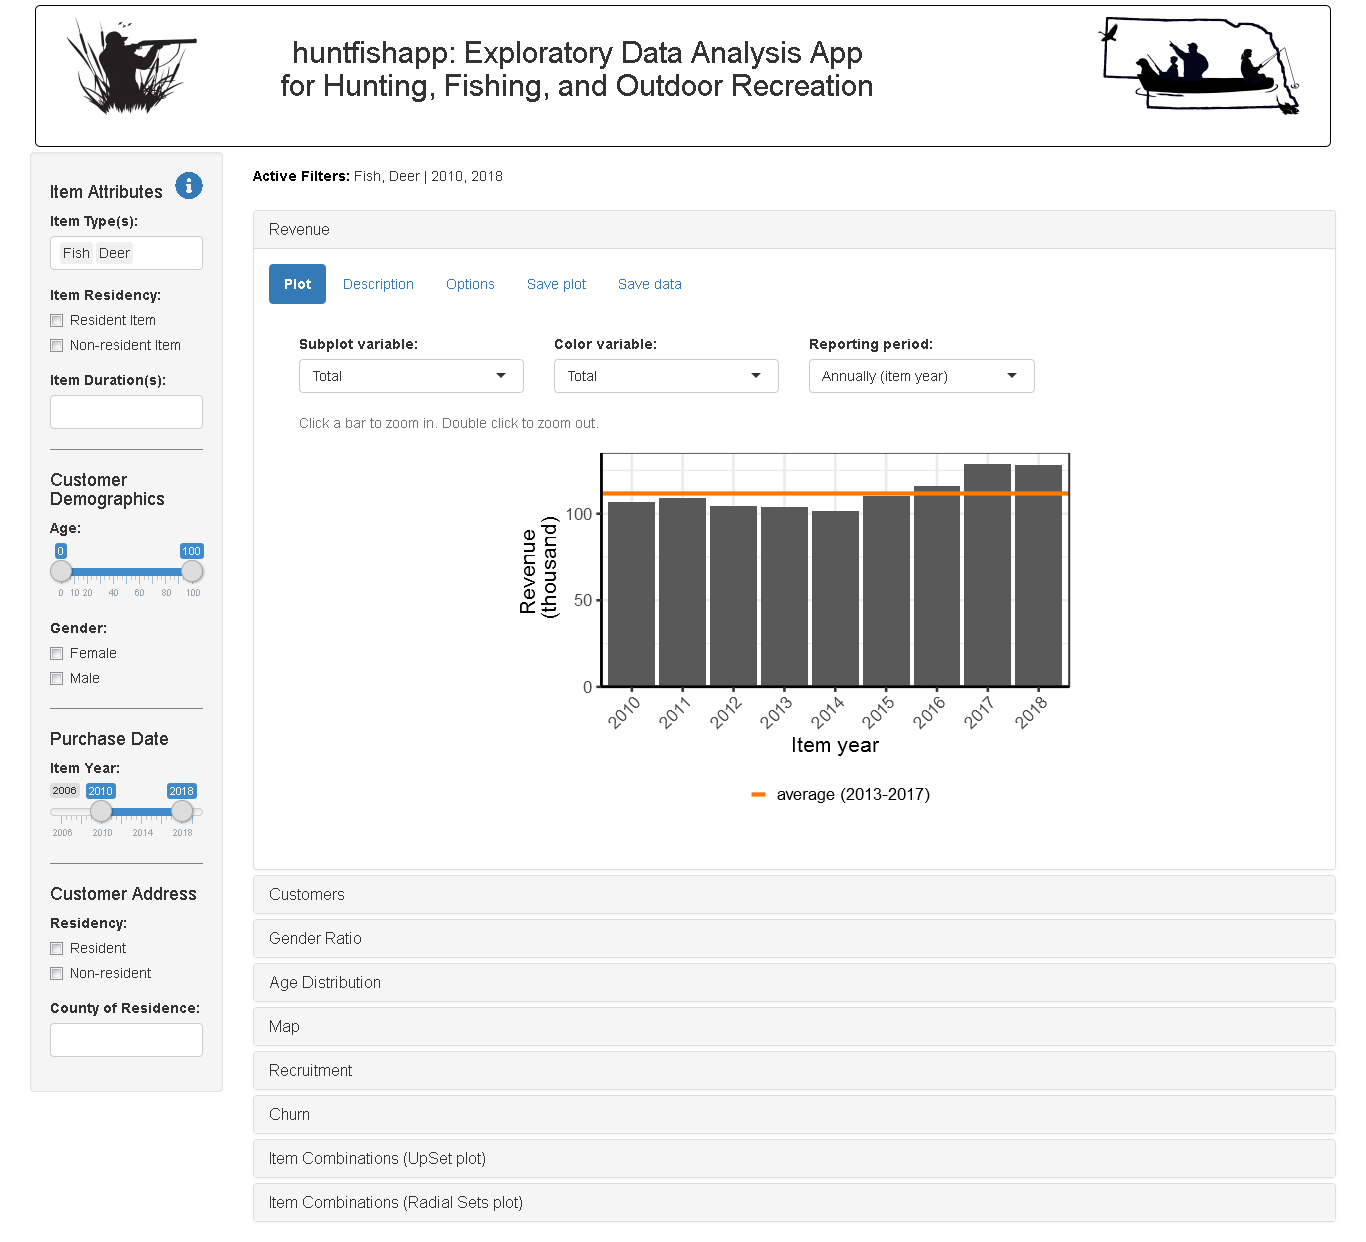 huntfishapp: Exploratory Data Analysis App
for Hunting, Fishing, and Outdoor Recreation
Item Attributes
Item Type(s):
Fish Deer
Item Residency:
Resident Item
Non-resident Item
Item Duration(s):
Customer
Demographics
Age:
0 100
0 10 20 40 60 80 100
Gender:
Female
Male
Purchase Date
Item Year:
2006 2010 2018
2006 2010 2014 2018
Customer Address
Residency:
Resident
Non-resident
County of Residence:
Active Filters: Fish, Deer | 2010, 2018
Revenue
Plot Description Options Save plot Save data
Subplot variable: Color variable: Reporting period:
Total Total Annually (item year)
Click a bar to zoom in. Double click to zoom out.
Revenue
(thousand)
100
50
0
2010 2011 2012 2013 2014 2015 2016 2017 2018
Item year
average (2013-2017)
Customers
Gender Ratio
Age Distribution
Map
Recruitment
Churn
Item Combinations (UpSet plot)
Item Combinations (Radial Sets plot)